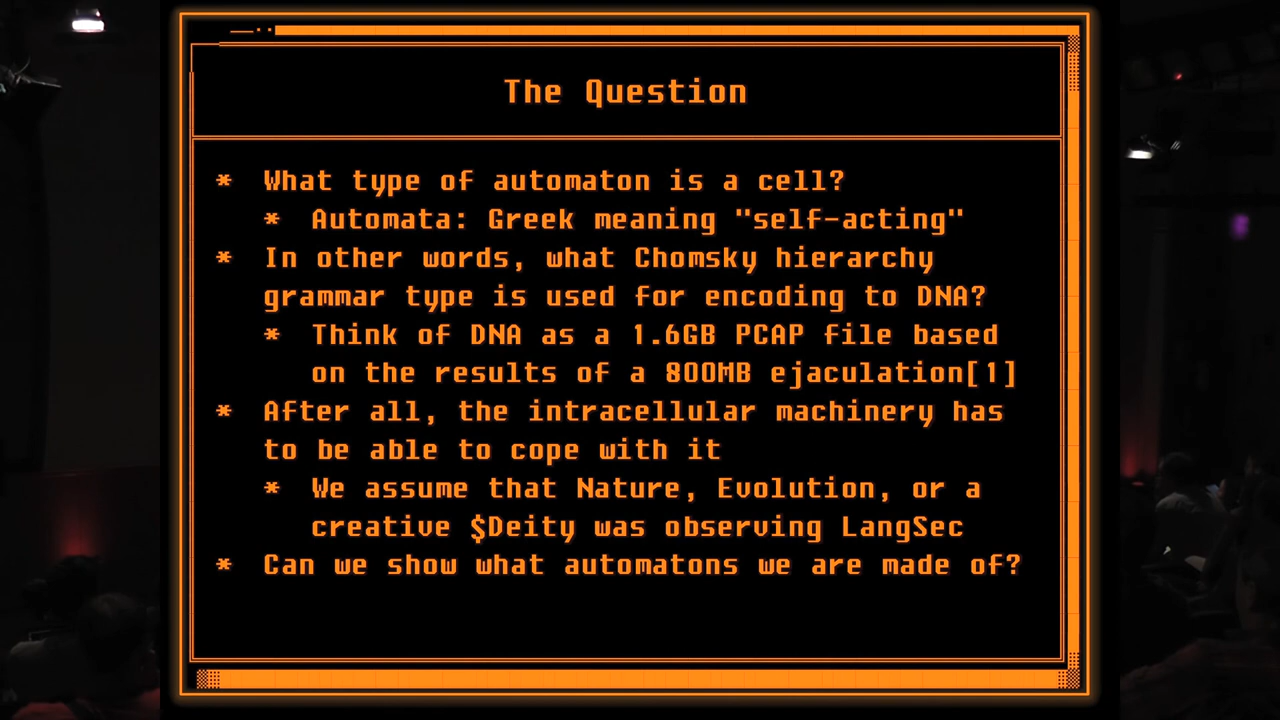 The Question
* What type of automaton is a cell?
* Automata: Greek meaning "self-acting"
* In other words, what Chomsky hierarchy
grammar type is used for encoding to DNA?
* Think of DNA as a 1.6GB PCAP file based
on the results of a 800MB ejaculation[1]
* After all, the intracellular machinery has
to be able to cope with it
* We assume that Nature, Evolution, or a
creative $Deity was observing LangSec
* Can we show what automatons we are made of?